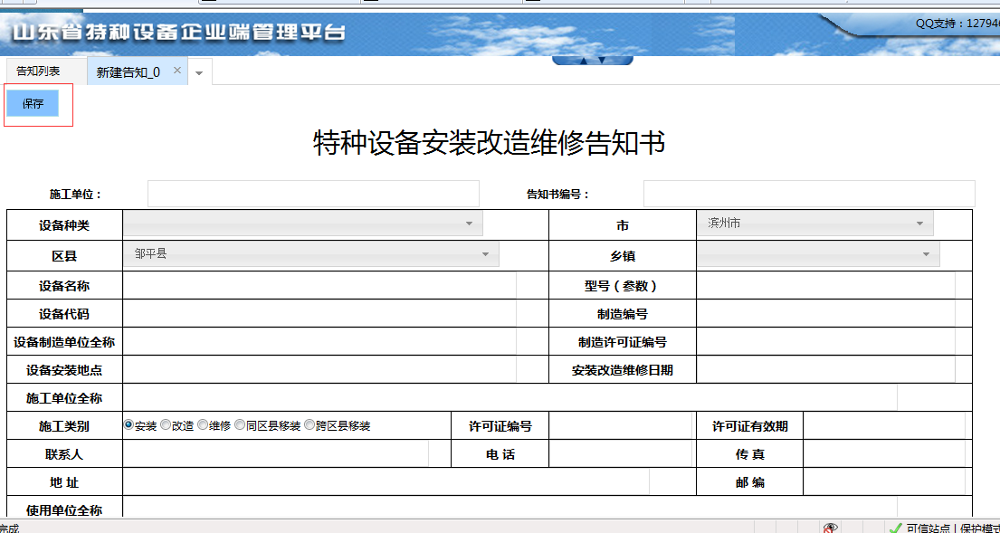 山东省特种设备企业端管理平台
QQ支持：12794
告知列表 新建告知_0 ×
保存
特种设备安装改造维修告知书
施工单位： 告知书编号：
设备种类 市 滨州市
区县 邹平县 乡镇
设备名称 型号（参数）
设备代码 制造编号
设备制造单位全称 制造许可证编号
设备安装地点 安装改造维修日期
施工单位全称
施工类别 安装 改造 维修 同区县移装 跨区县移装 许可证编号 许可证有效期
联系人 电 话 传 真
地 址 邮 编
使用单位全称
完成 可信站点 | 保护模式